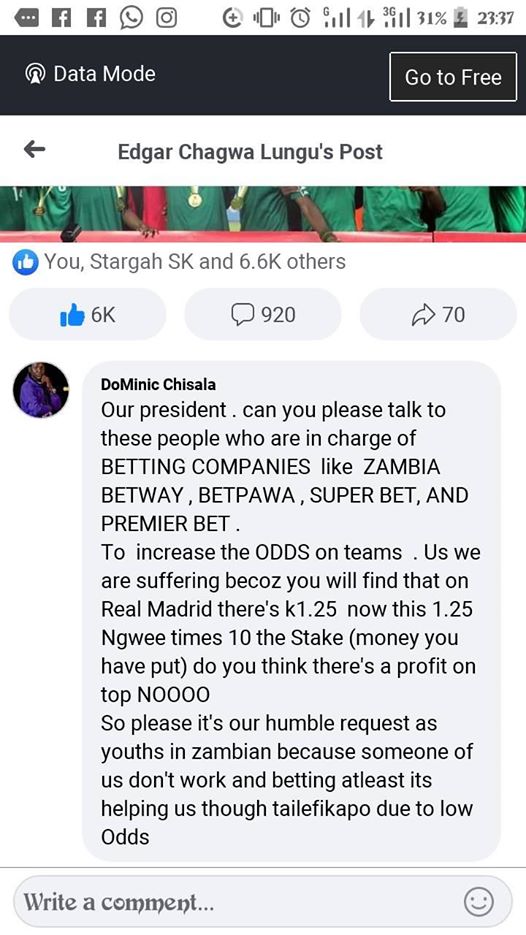 G 3G 31% 23:37
Data Mode
Go to Free
Edgar Chagwa Lungu's Post
You, Stargah SK and 6.6K others
6K 920 70
DoMinic Chisala
Our president . can you please talk to
these people who are in charge of
BETTING COMPANIES like ZAMBIA
BETWAY , BETPAWA , SUPER BET, AND
PREMIER BET .
To increase the ODDS on teams . Us we
are suffering becoz you will find that on
Real Madrid there's k1.25 now this 1.25
Ngwee times 10 the Stake (money you
have put) do you think there's a profit on
top NOOOO
So please it's our humble request as
youths in zambian because someone of
us don't work and betting atleast its
helping us though tailefikapo due to low
Odds
Write a comment...